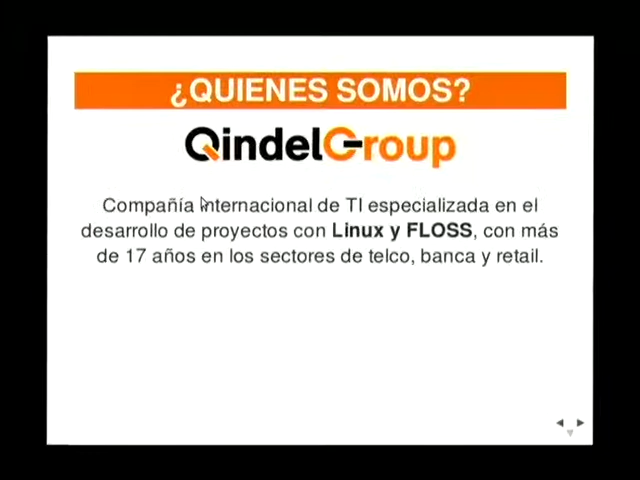 ¿QUIENES SOMOS?
QindelGroup
Compañía internacional de TI especializada en el
desarrollo de proyectos con Linux y FLOSS, con más
de 17 años en los sectores de telco, banca y retail.